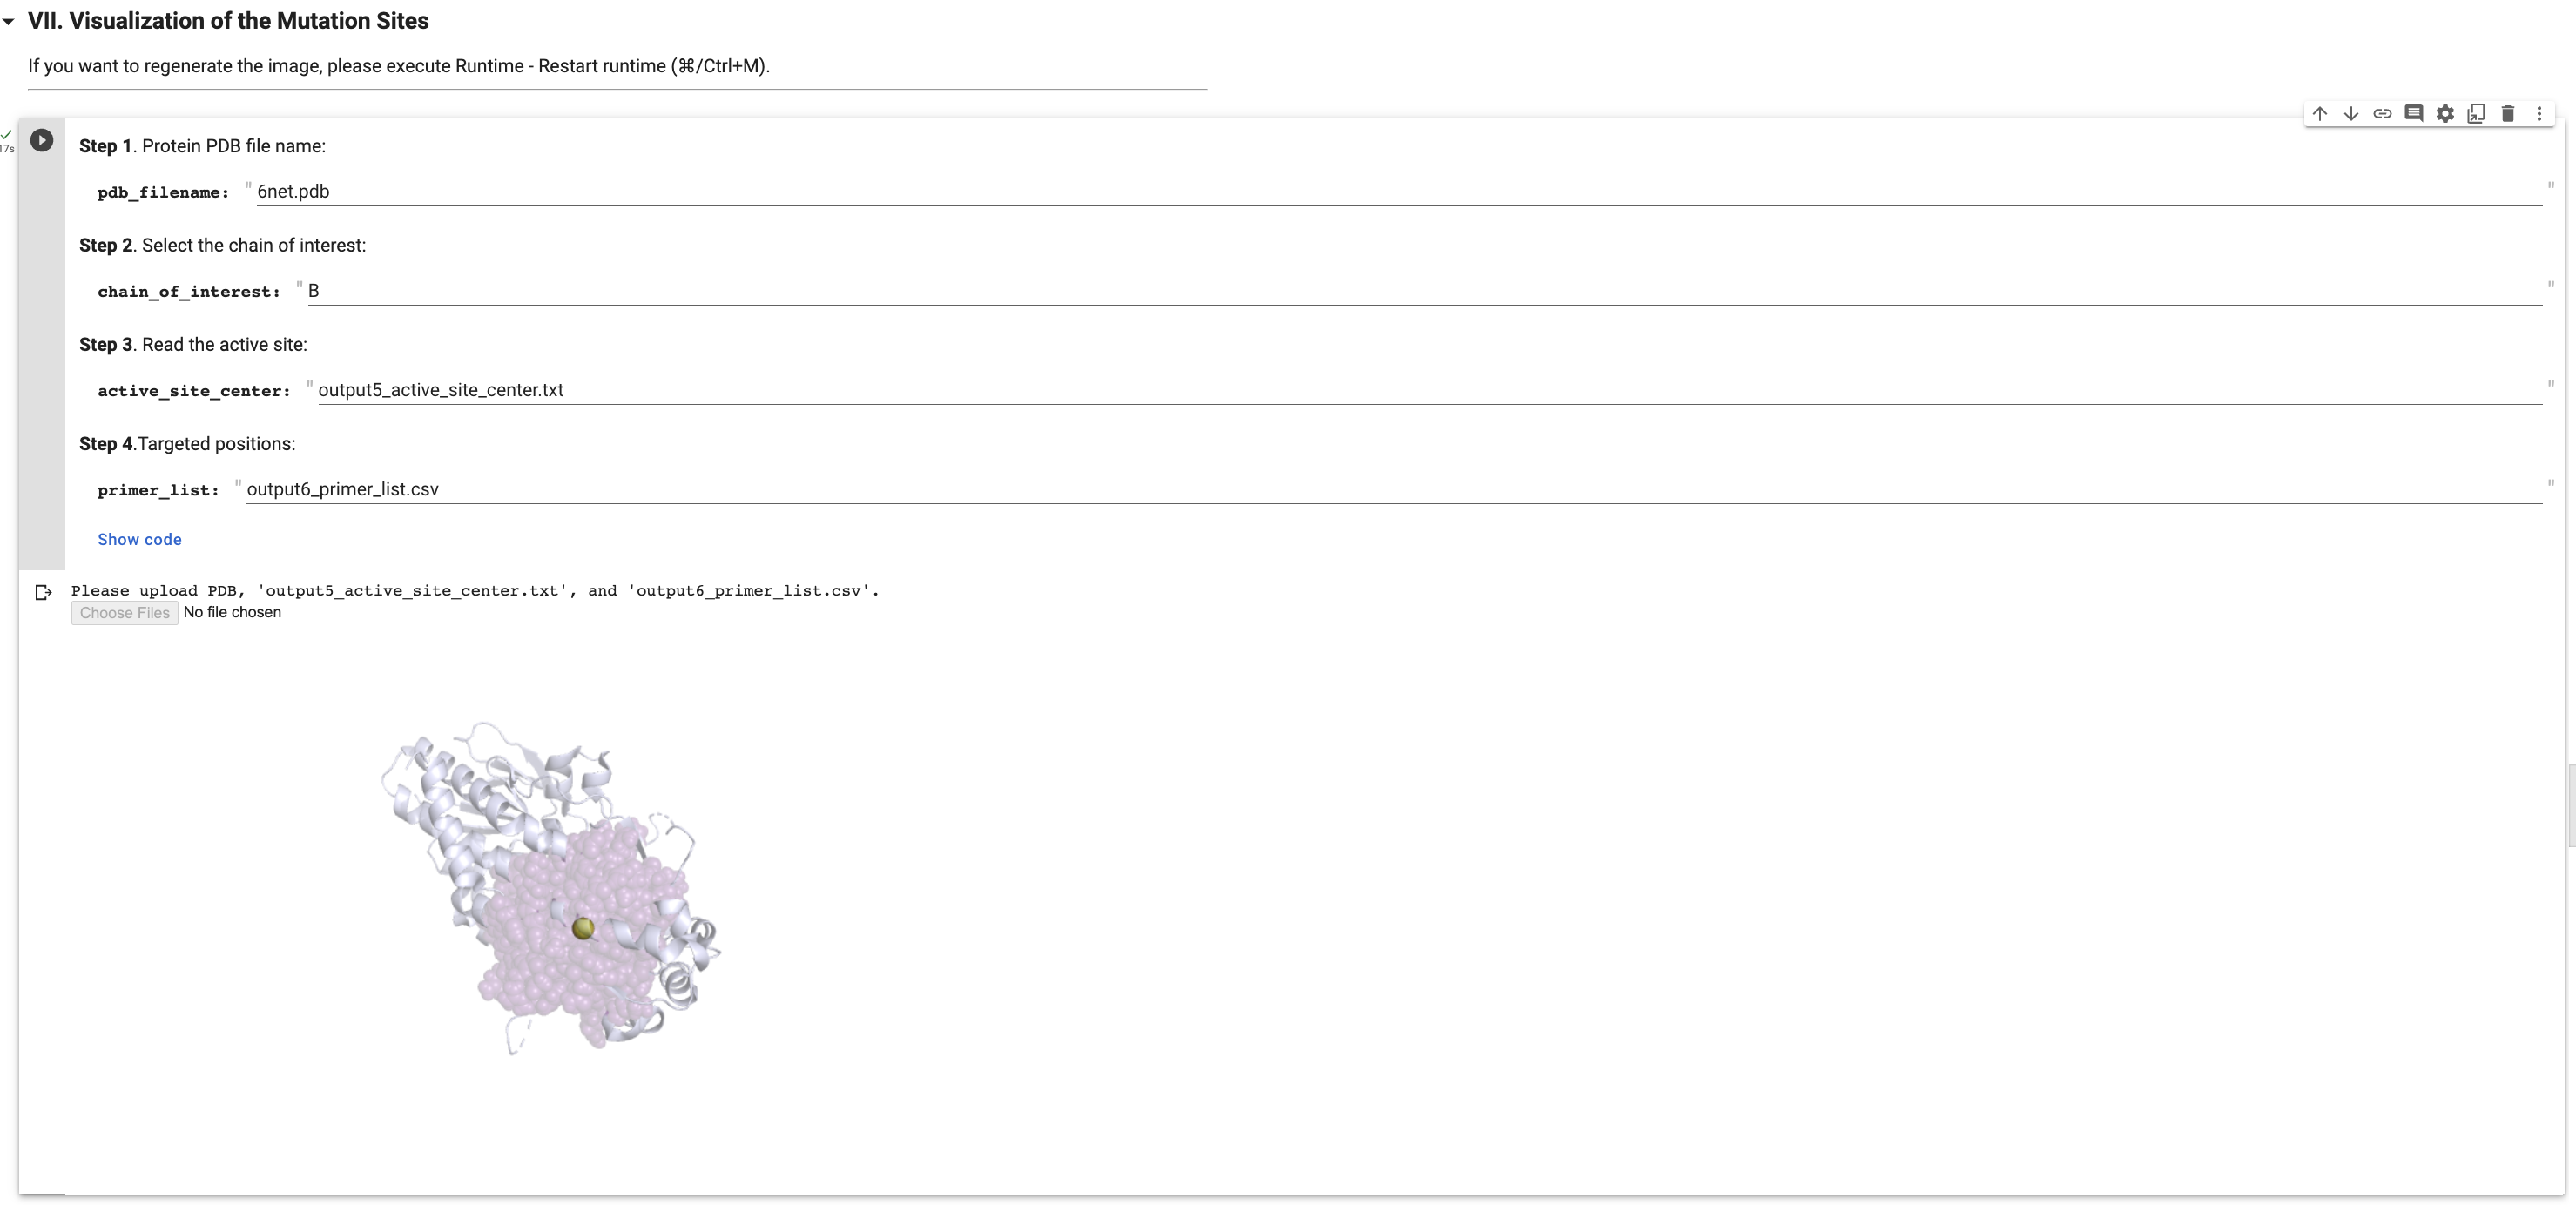 VII. Visualization of the Mutation Sites
If you want to regenerate the image, please execute Runtime - Restart runtime (⌘/Ctrl+M).
17s
Step 1. Protein PDB file name:
pdb_filename: " 6net.pdb "
Step 2. Select the chain of interest:
chain_of_interest: " B "
Step 3. Read the active site:
active_site_center: " output5_active_site_center.txt "
Step 4.Targeted positions:
primer_list: " output6_primer_list.csv "
Show code
Please upload PDB, 'output5_active_site_center.txt', and 'output6_primer_list.csv'.
Choose Files No file chosen